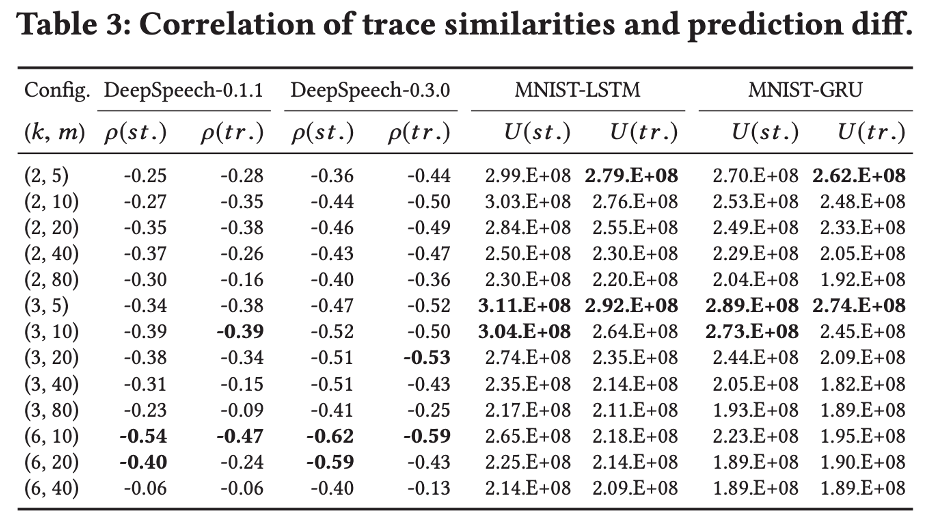 Table 3: Correlation of trace similarities and prediction diff.
Config. DeepSpeech-0.1.1 DeepSpeech-0.3.0 MNIST-LSTM MNIST-GRU
(k, m) ρ(st.) ρ(tr.) ρ(st.) ρ(tr.) U(st.) U(tr.) U(st.) U(tr.)
(2, 5) -0.25 -0.28 -0.36 -0.44 2.99.E+08 2.79.E+08 2.70.E+08 2.62.E+08
(2, 10) -0.27 -0.35 -0.44 -0.50 3.03.E+08 2.76.E+08 2.53.E+08 2.48.E+08
(2, 20) -0.35 -0.38 -0.46 -0.49 2.84.E+08 2.55.E+08 2.49.E+08 2.33.E+08
(2, 40) -0.37 -0.26 -0.43 -0.47 2.50.E+08 2.30.E+08 2.29.E+08 2.05.E+08
(2, 80) -0.30 -0.16 -0.40 -0.36 2.30.E+08 2.20.E+08 2.04.E+08 1.92.E+08
(3, 5) -0.34 -0.38 -0.47 -0.52 3.11.E+08 2.92.E+08 2.89.E+08 2.74.E+08
(3, 10) -0.39 -0.39 -0.52 -0.50 3.04.E+08 2.64.E+08 2.73.E+08 2.45.E+08
(3, 20) -0.38 -0.34 -0.51 -0.53 2.74.E+08 2.35.E+08 2.44.E+08 2.09.E+08
(3, 40) -0.31 -0.15 -0.51 -0.43 2.35.E+08 2.14.E+08 2.05.E+08 1.82.E+08
(3, 80) -0.23 -0.09 -0.41 -0.25 2.17.E+08 2.11.E+08 1.93.E+08 1.89.E+08
(6, 10) -0.54 -0.47 -0.62 -0.59 2.65.E+08 2.18.E+08 2.23.E+08 1.95.E+08
(6, 20) -0.40 -0.24 -0.59 -0.43 2.25.E+08 2.14.E+08 1.89.E+08 1.90.E+08
(6, 40) -0.06 -0.06 -0.40 -0.13 2.14.E+08 2.09.E+08 1.89.E+08 1.89.E+08